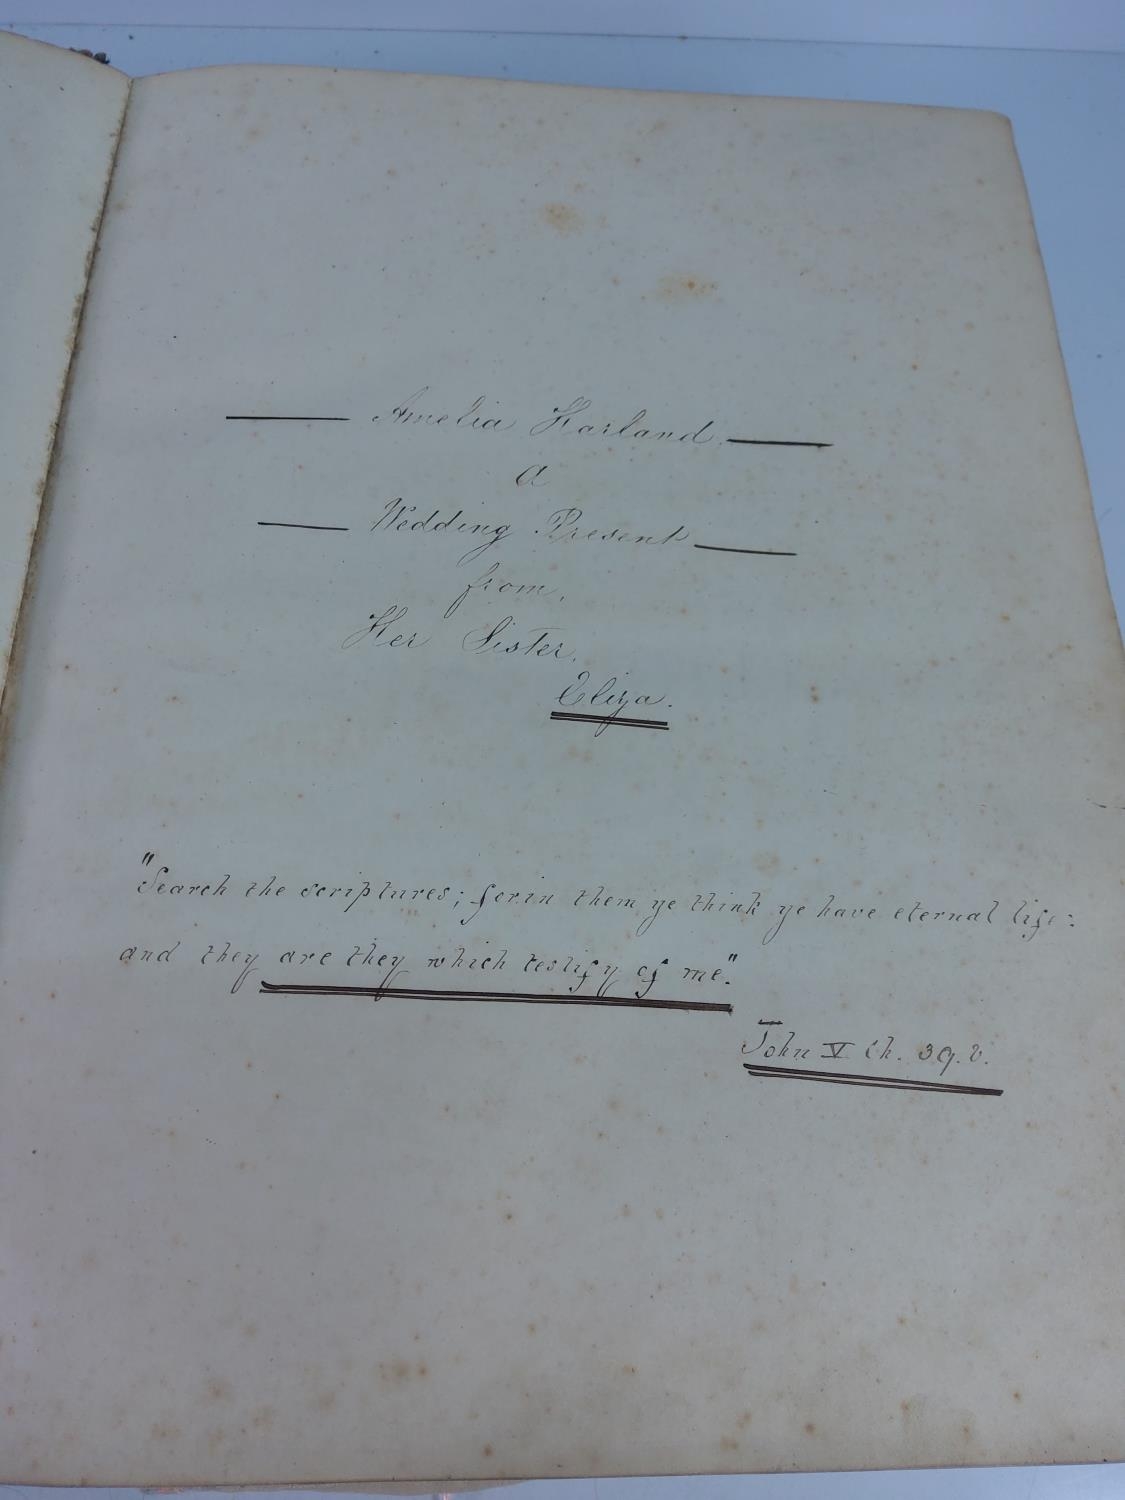 Amelia Harland.
a
Wedding Present
from,
Her Sister,
Eliza.
"Search the scriptures; for in them ye think ye have eternal life:
and they are they which testify of me".
John V Ch. 39. v.